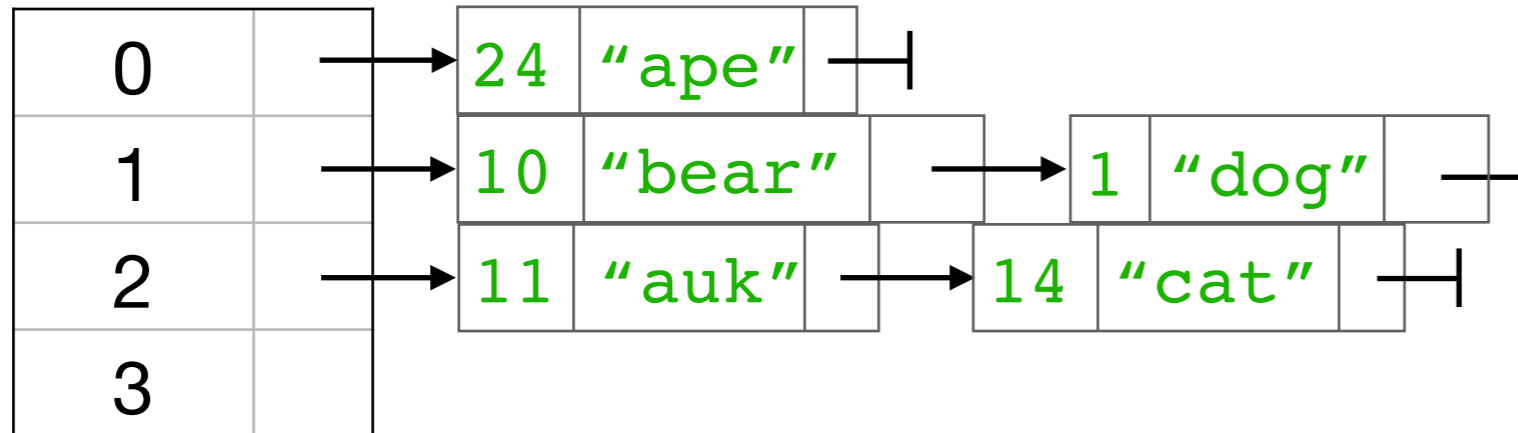 0 24 “ape”
1 10 “bear” 1 “dog”
2 11 “auk” 14 “cat”
3